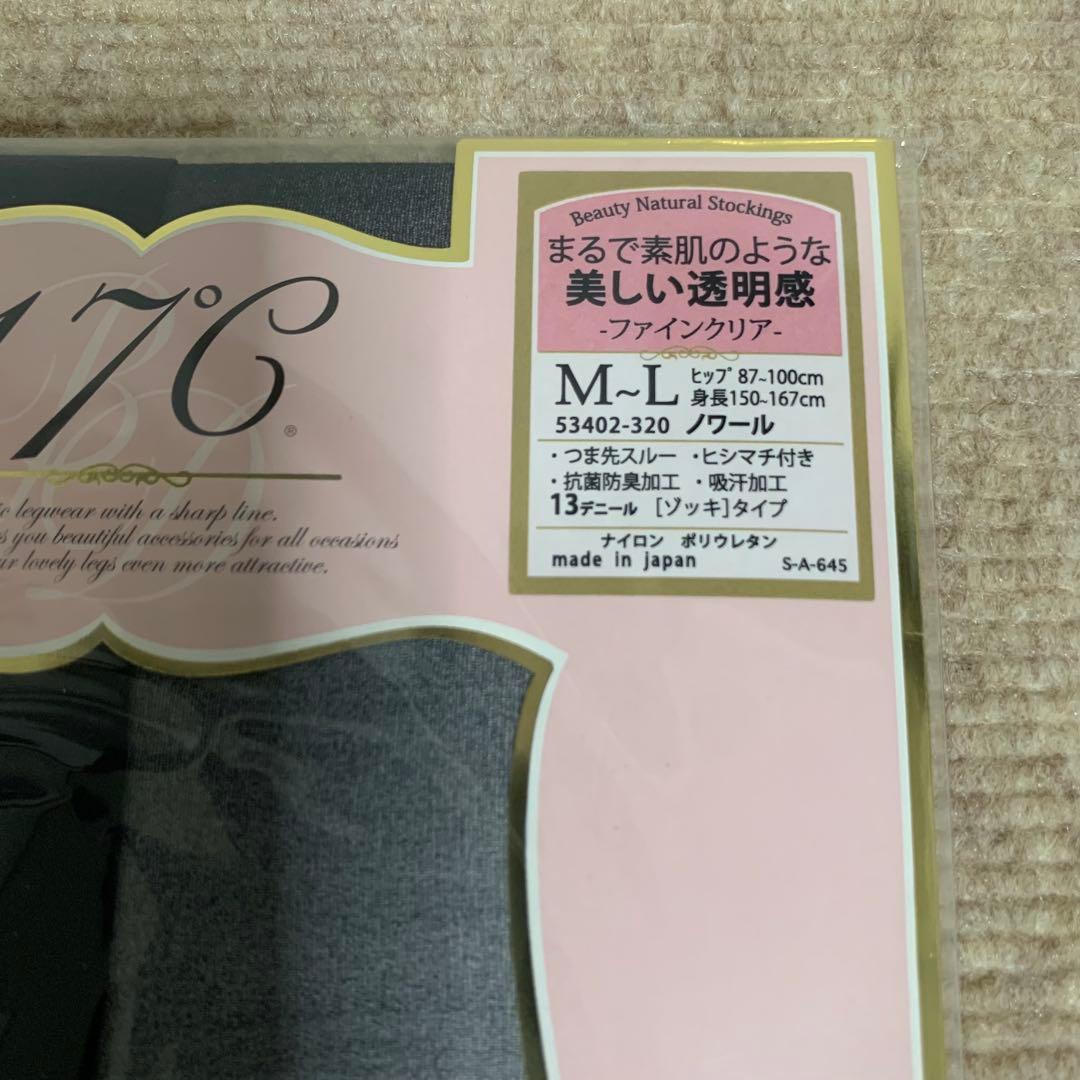 17℃
®
legwear with a sharp line.
you beautiful accessories for all occasions
lovely legs even more attractive.
Beauty Natural Stockings
まるで素肌のような
美しい透明感
-ファインクリア-
M~L ヒップ 87~100cm
身長150~167cm
53402-320 ノワール
・つま先スルー ・ヒシマチ付き
・抗菌防臭加工 ・吸汗加工
13デニール [ゾッキ]タイプ
ナイロン ポリウレタン
made in japan S-A-645